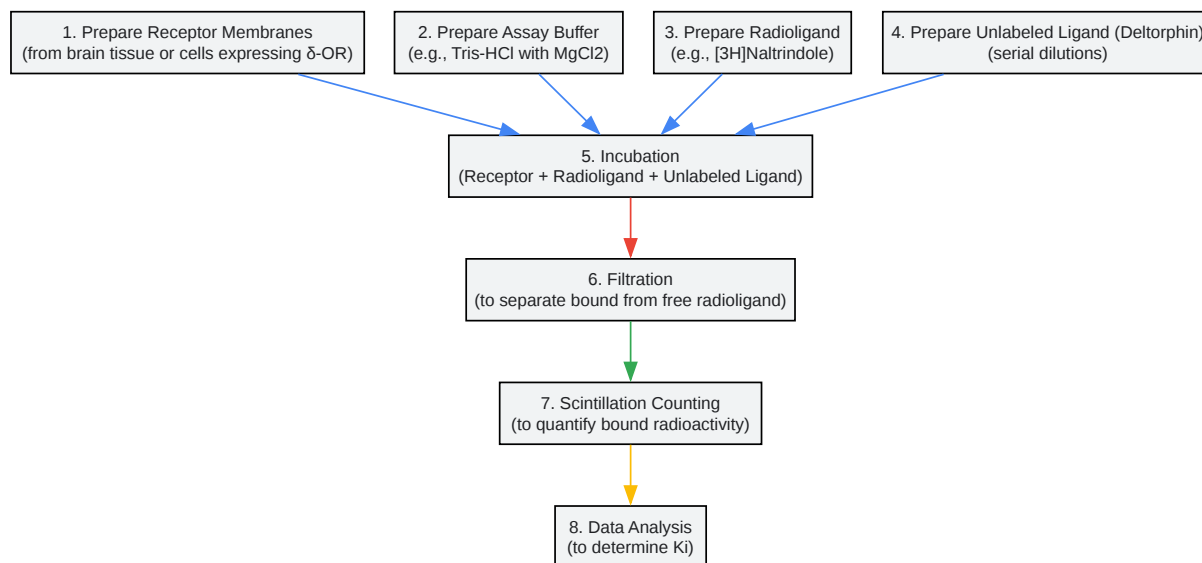 1. Prepare Receptor Membranes
(from brain tissue or cells expressing δ-OR)
2. Prepare Assay Buffer
(e.g., Tris-HCl with MgCl2)
3. Prepare Radioligand
(e.g., [3H]Naltrindole)
4. Prepare Unlabeled Ligand (Deltorphin)
(serial dilutions)
5. Incubation
(Receptor + Radioligand + Unlabeled Ligand)
6. Filtration
(to separate bound from free radioligand)
7. Scintillation Counting
(to quantify bound radioactivity)
8. Data Analysis
(to determine Ki)